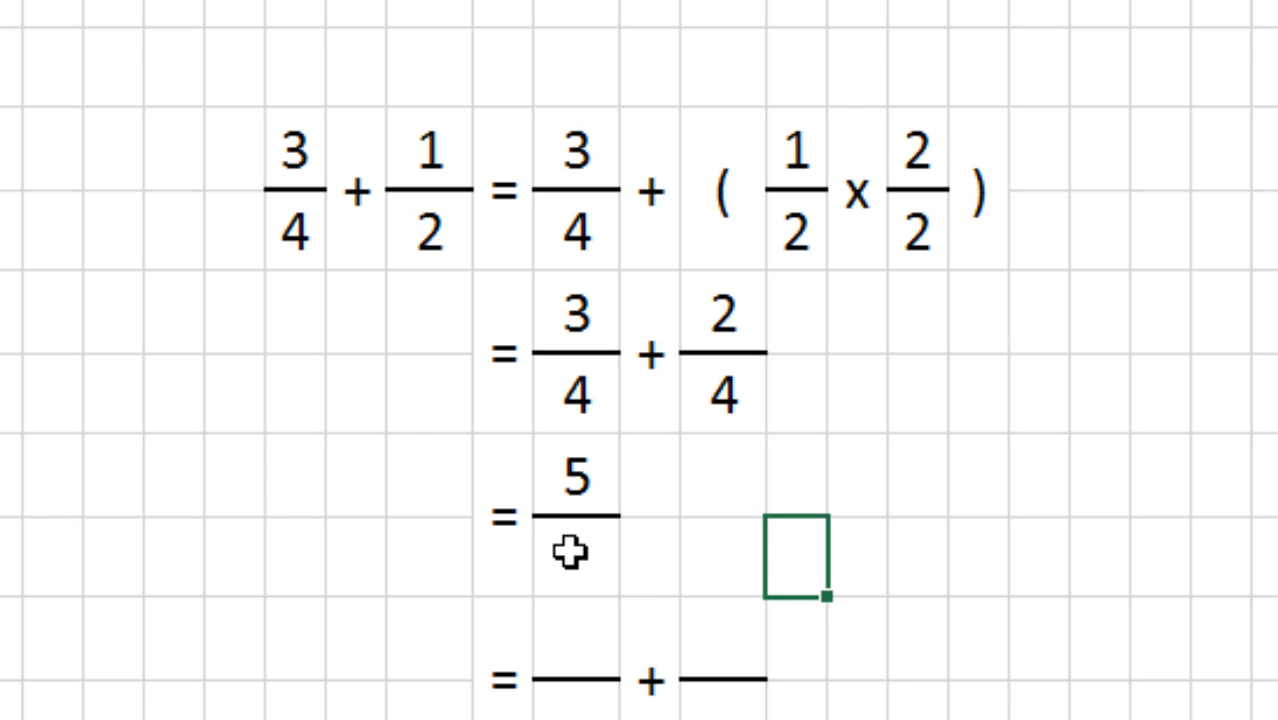 3/4 + 1/2 = 3/4 + ( 1/2 x 2/2 )
= 3/4 + 2/4
= 5/
= — + —